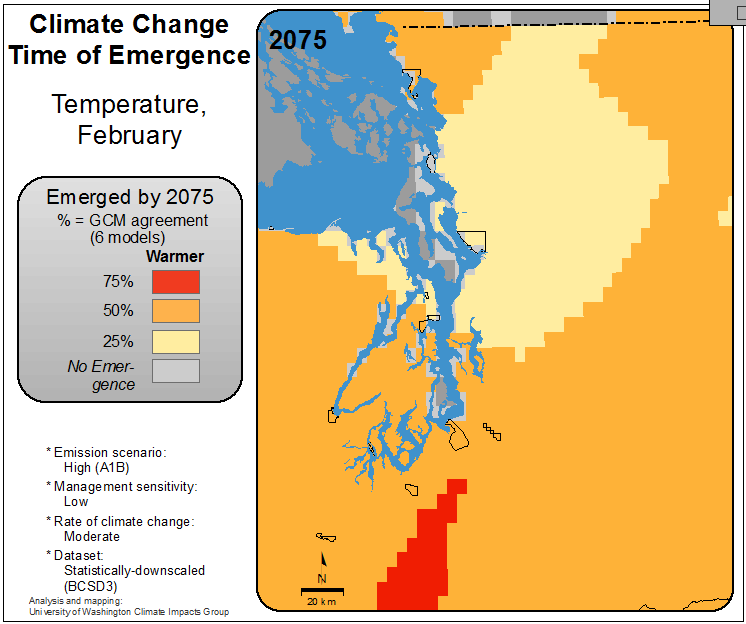 Climate Change
Time of Emergence
Temperature,
February
Emerged by 2075
% = GCM agreement
(6 models)
Warmer
75%
50%
25%
No Emer-
gence
* Emission scenario:
High (A1B)
* Management sensitivity:
Low
* Rate of climate change:
Moderate
* Dataset:
Statistically-downscaled
(BCSD3)
Analysis and mapping:
University of Washington Climate Impacts Group
2075
N
20 km